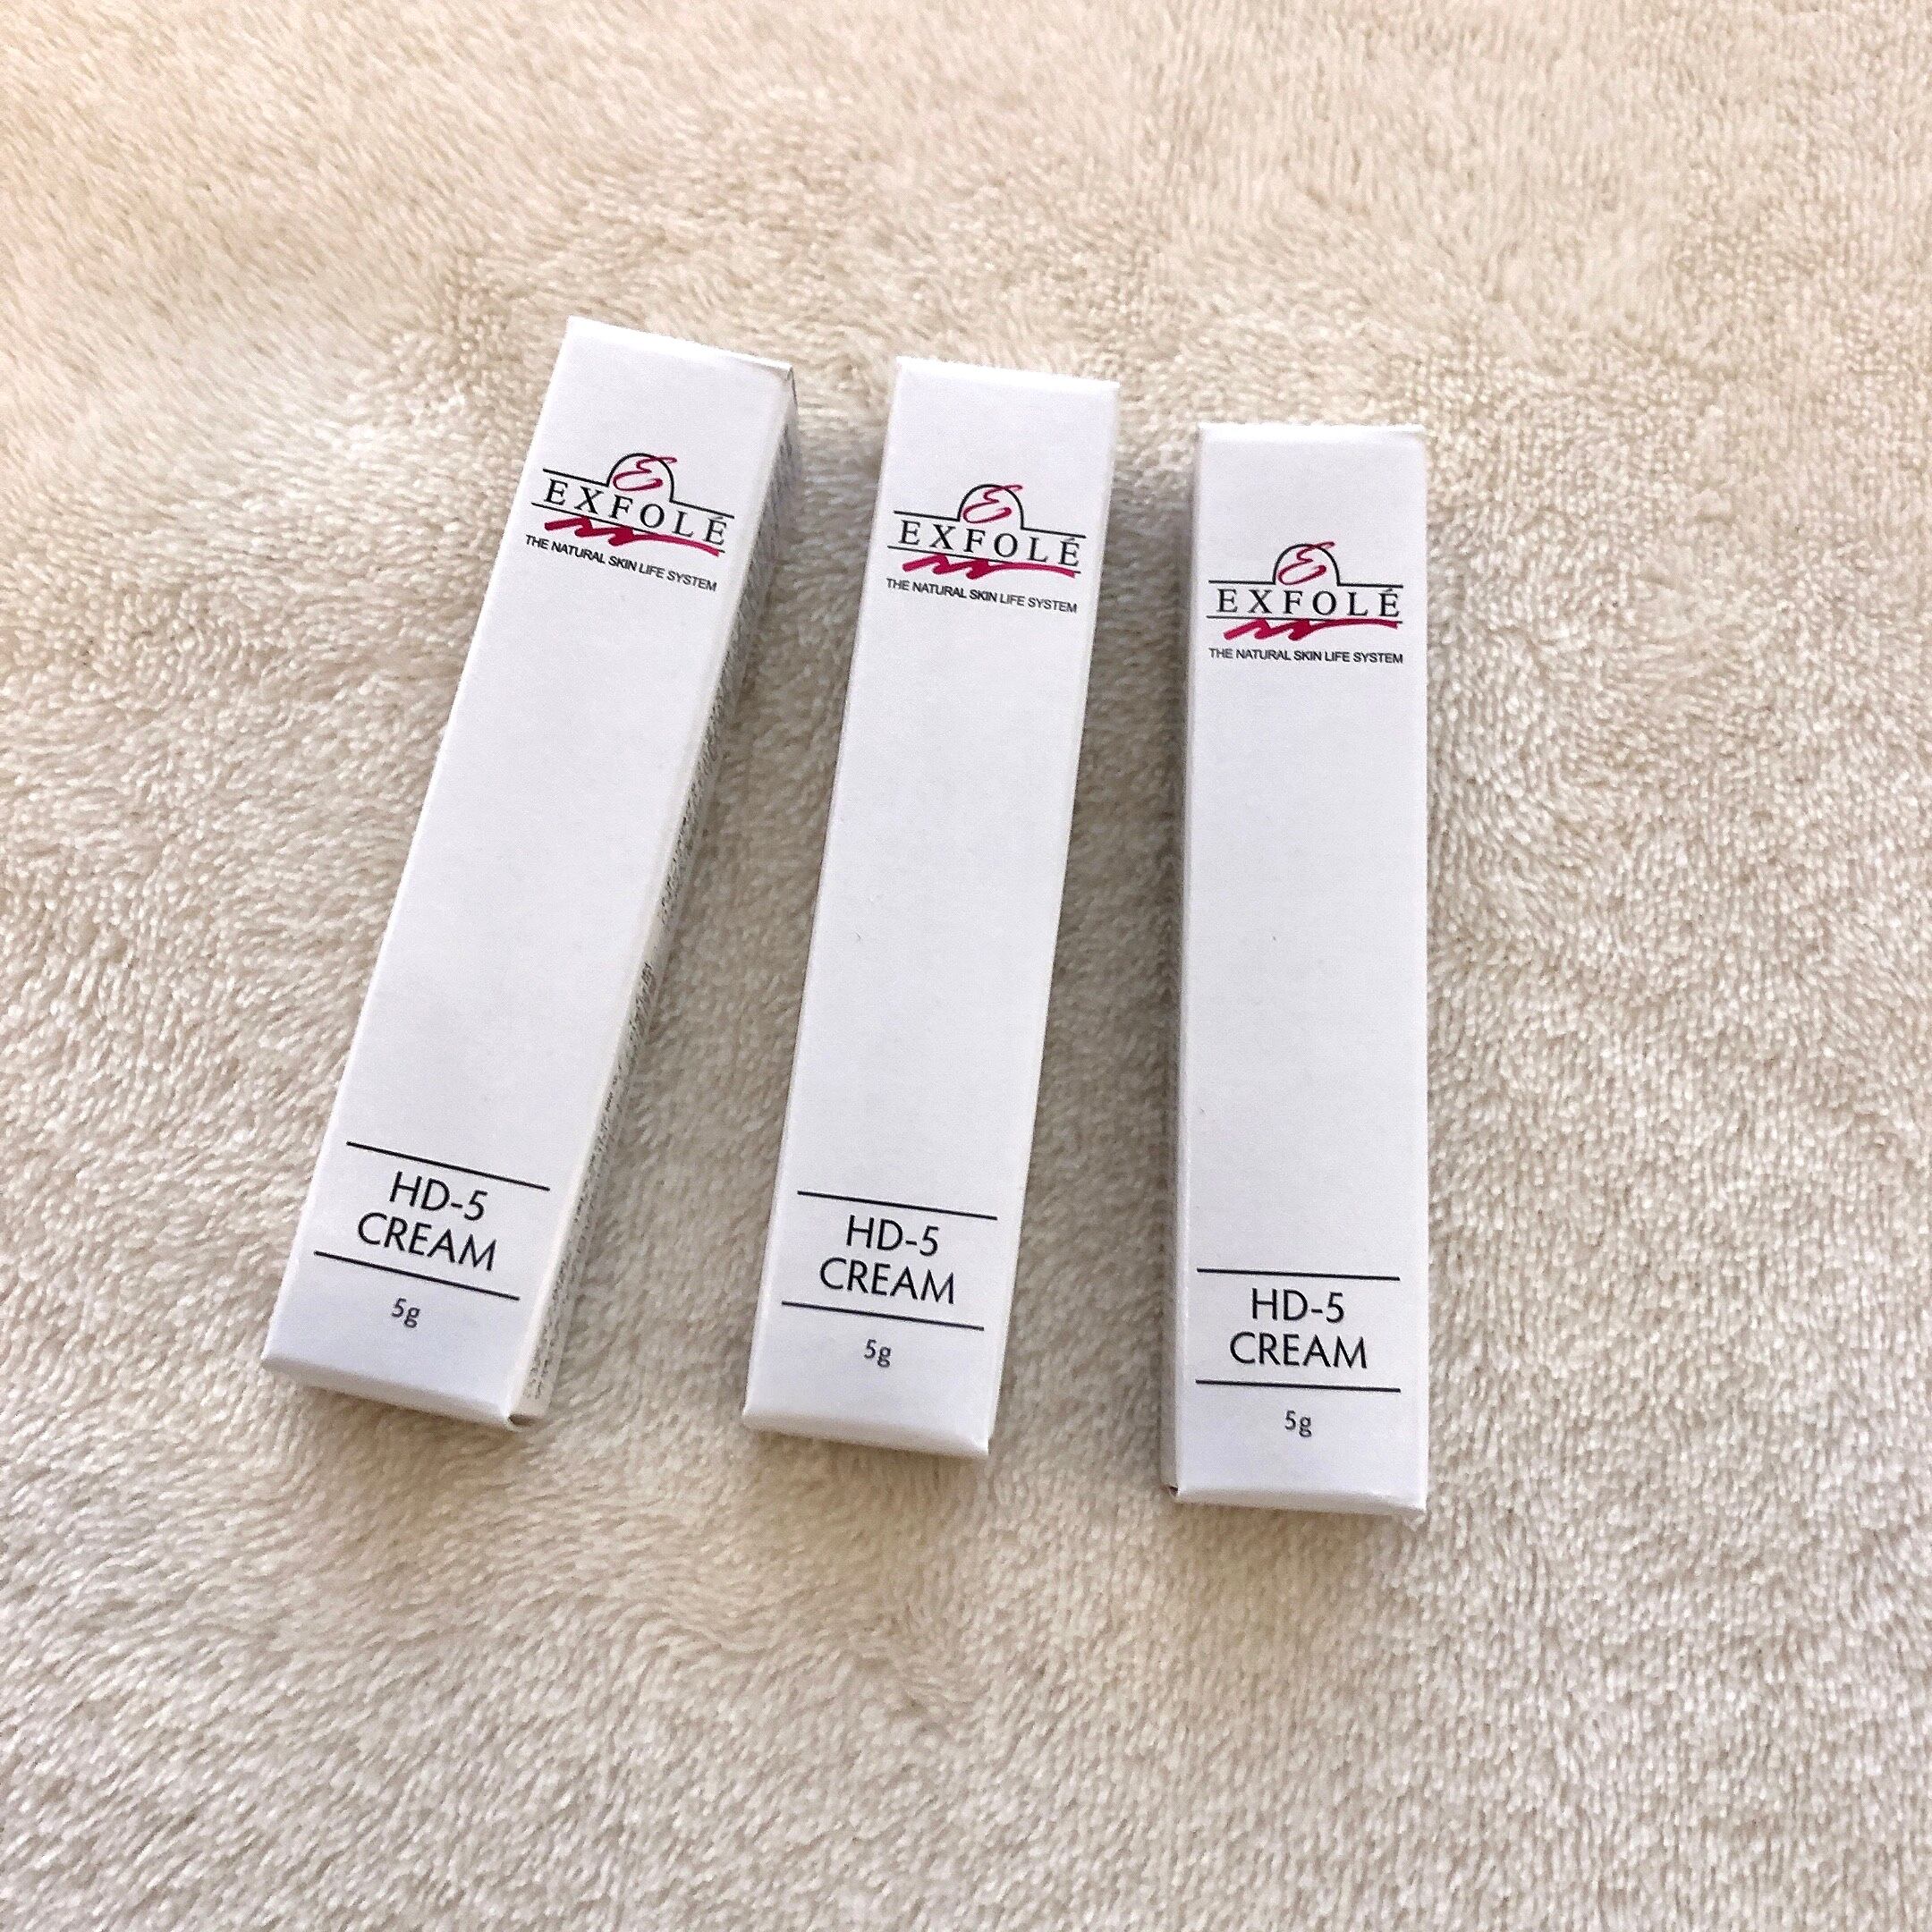 E
EXFOLÉ
THE NATURAL SKIN LIFE SYSTEM
HD-5
CREAM
5g
E
EXFOLÉ
THE NATURAL SKIN LIFE SYSTEM
HD-5
CREAM
5g
E
EXFOLÉ
THE NATURAL SKIN LIFE SYSTEM
HD-5
CREAM
5g